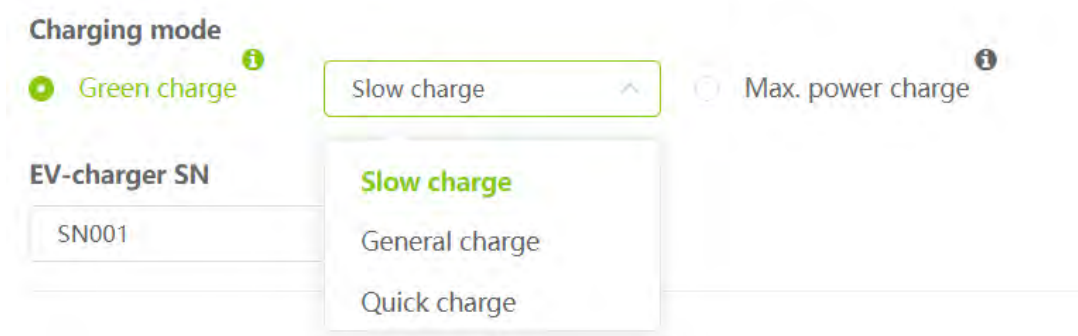 Charging mode
Green charge Slow charge Max. power charge
EV-charger SN
Slow charge
SN001
General charge
Quick charge